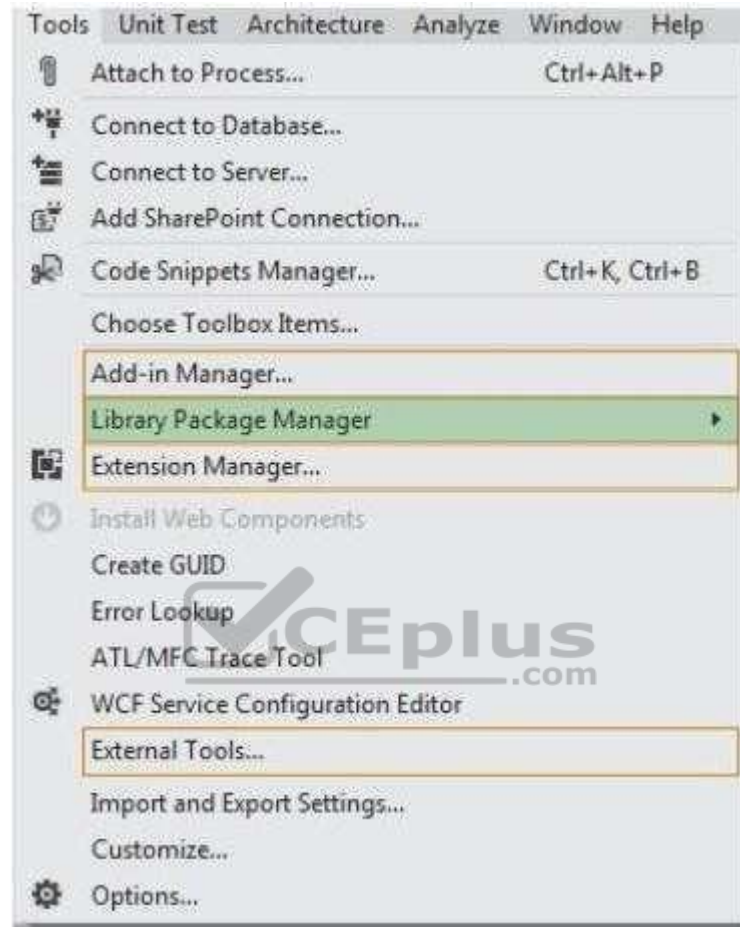 Tools Unit Test Architecture Analyze Window Help
Attach to Process... Ctrl+Alt+P
Connect to Database...
Connect to Server...
Add SharePoint Connection...
Code Snippets Manager... Ctrl+K, Ctrl+B
Choose Toolbox Items...
Add-in Manager...
Library Package Manager
Extension Manager...
Install Web Components
Create GUID
Error Lookup
ATL/MFC Trace Tool
CEplus
.com
WCF Service Configuration Editor
External Tools...
Import and Export Settings...
Customize...
Options...